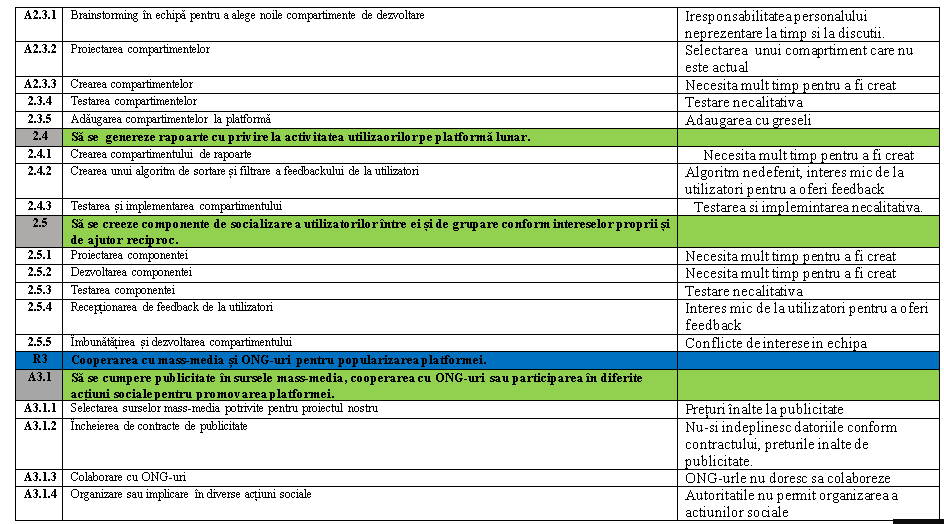 A2.3.1 Brainstorming în echipă pentru a alege noile compartimente de dezvoltare Iresponsabilitatea personalului
neprezentare la timp si la discutii.
A2.3.2 Proiectarea compartimentelor Selectarea unui comaprtiment care nu
este actual
A2.3.3 Crearea compartimentelor Necesita mult timp pentru a fi creat
2.3.4 Testarea compartimentelor Testare necalitativa
2.3.5 Adăugarea compartimentelor la platformă Adaugarea cu greseli
2.4 Să se genereze rapoarte cu privire la activitatea utilizaorilor pe platformă lunar.
2.4.1 Crearea compartimentului de rapoarte Necesita mult timp pentru a fi creat
2.4.2 Crearea unui algoritm de sortare și filtrare a feedbackului de la utilizatori Algoritm nedefenit, interes mic de la
utilizatori pentru a oferi feedback
2.4.3 Testarea și implementarea compartimentului Testarea si implemintarea necalitativa.
2.5 Să se creeze componente de socializare a utilizatorilor între ei și de grupare conform intereselor proprii și
de ajutor reciproc.
2.5.1 Proiectarea componentei Necesita mult timp pentru a fi creat
2.5.2 Dezvoltarea componentei Necesita mult timp pentru a fi creat
2.5.3 Testarea componentei Testare necalitativa
2.5.4 Recepționarea de feedback de la utilizatori Interes mic de la utilizatori pentru a oferi
feedback
2.5.5 Îmbunătățirea și dezvoltarea compartimentului Conflicte de interese in echipa
R3 Cooperarea cu mass-media și ONG-uri pentru popularizarea platformei.
A3.1 Să se cumpere publicitate în sursele mass-media, cooperarea cu ONG-uri sau participarea în diferite
acțiuni sociale pentru promovarea platformei.
A3.1.1 Selectarea surselor mass-media potrivite pentru proiectul nostru Prețuri înalte la publicitate
A3.1.2 Încheierea de contracte de publicitate Nu-si indeplinesc datoriile conform
contractului, preturile inalte de
publicitate.
A3.1.3 Colaborare cu ONG-uri ONG-urle nu doresc sa colaboreze
A3.1.4 Organizare sau implicare în diverse acțiuni sociale Autoritatile nu permit organizarea a
actiunilor sociale